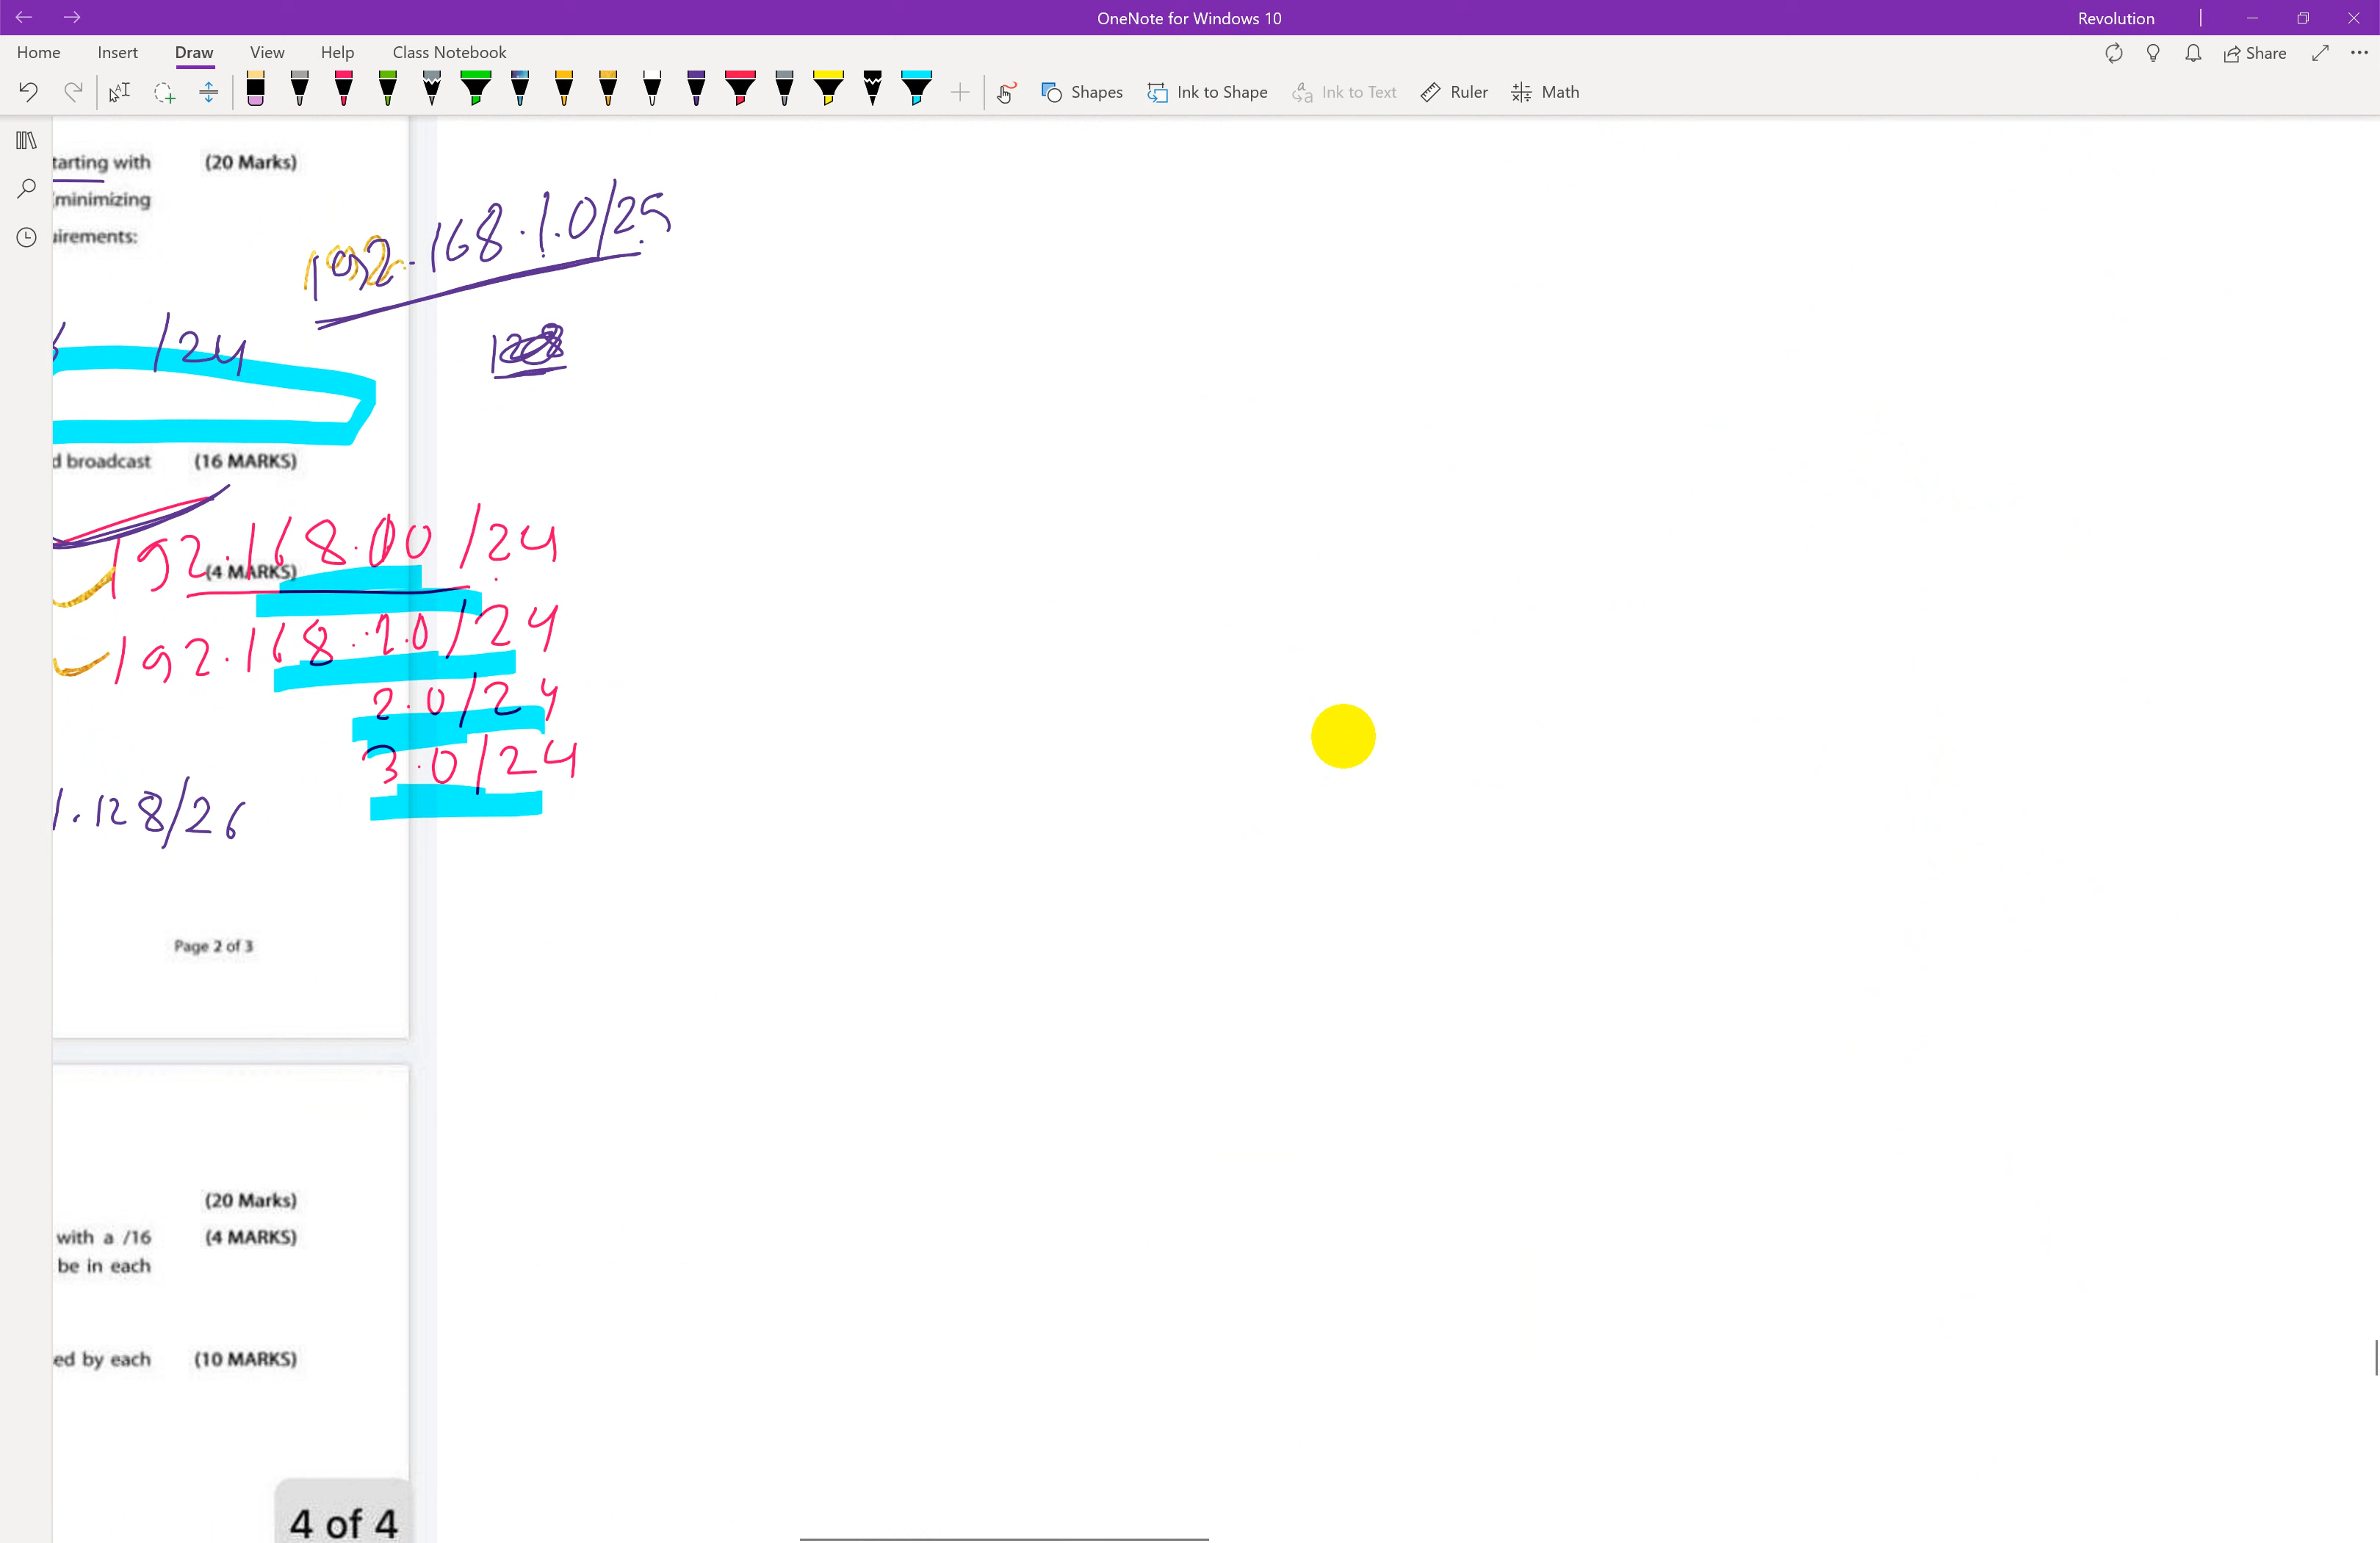 OneNote for Windows 10
Revolution
Home Insert Draw View Help Class Notebook
Share
Shapes Ink to Shape Ink to Text Ruler Math
tarting with (20 Marks)
minimizing
uirements:
192.168.1.0/25
128
/24
d broadcast (16 MARKS)
192.168.00/24
(4 MARKS)
192.168.1.0/24
2.0/24
3.0/24
1.128/26
Page 2 of 3
(20 Marks)
with a /16 (4 MARKS)
be in each
ed by each (10 MARKS)
4 of 4